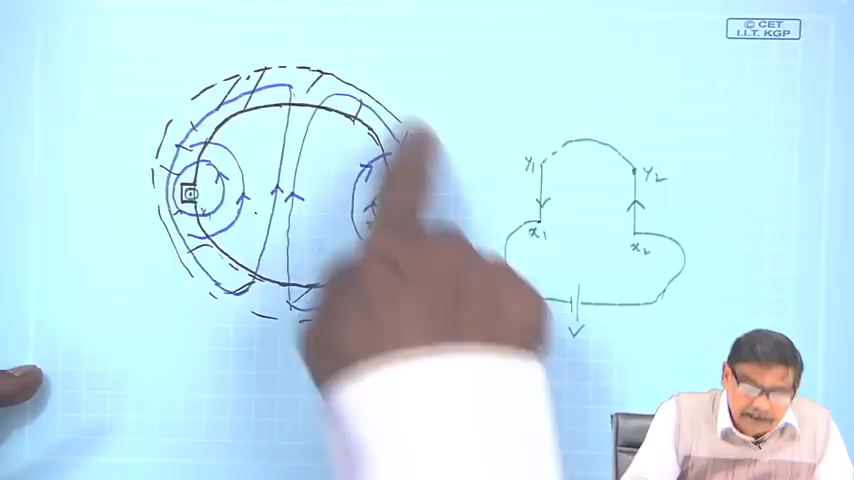 © CET
I.I.T. KGP
Y₁
Y₂
x₁
x₂
V